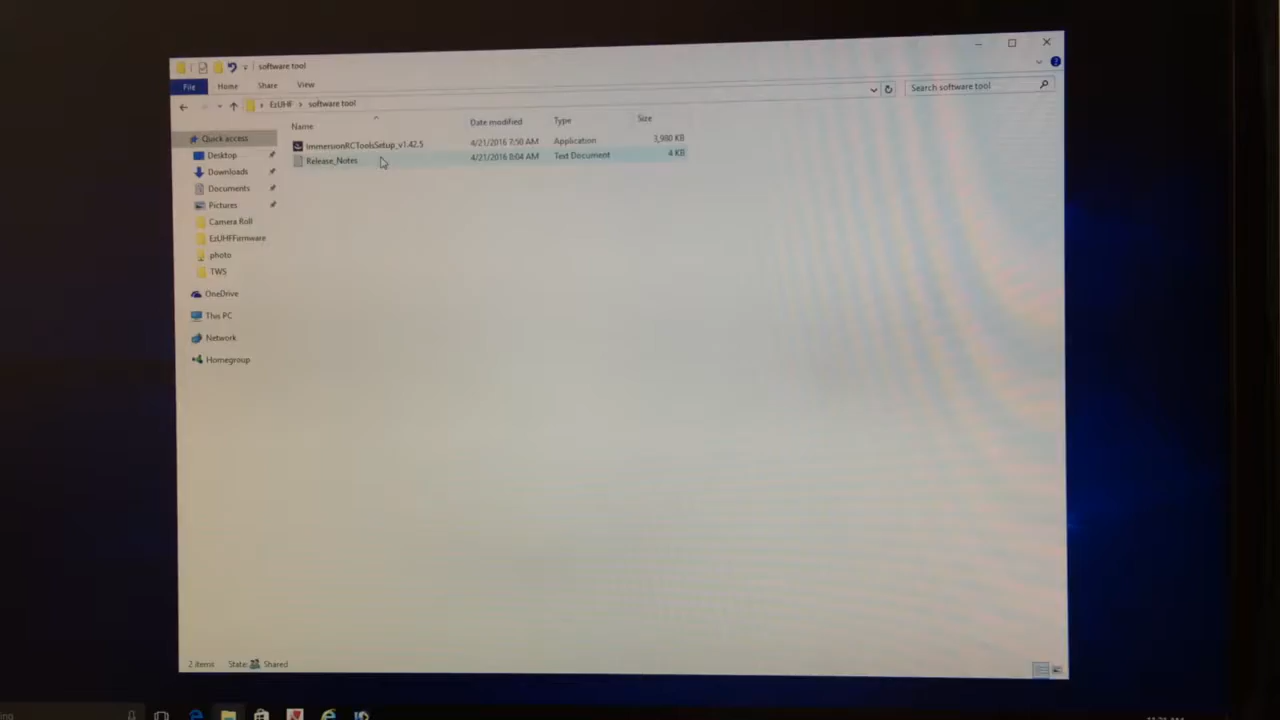 software tool
File Home Share View
EzUHF > software tool
Search software tool
Name Date modified Type Size
ImmersionRCToolsSetup_v1.42.5 4/21/2016 7:50 AM Application 3,980 KB
Release_Notes 4/21/2016 8:04 AM Text Document 4 KB
Quick access
Desktop
Downloads
Documents
Pictures
Camera Roll
EzUHFFirmware
photo
TWS
OneDrive
This PC
Network
Homegroup
2 items State: Shared